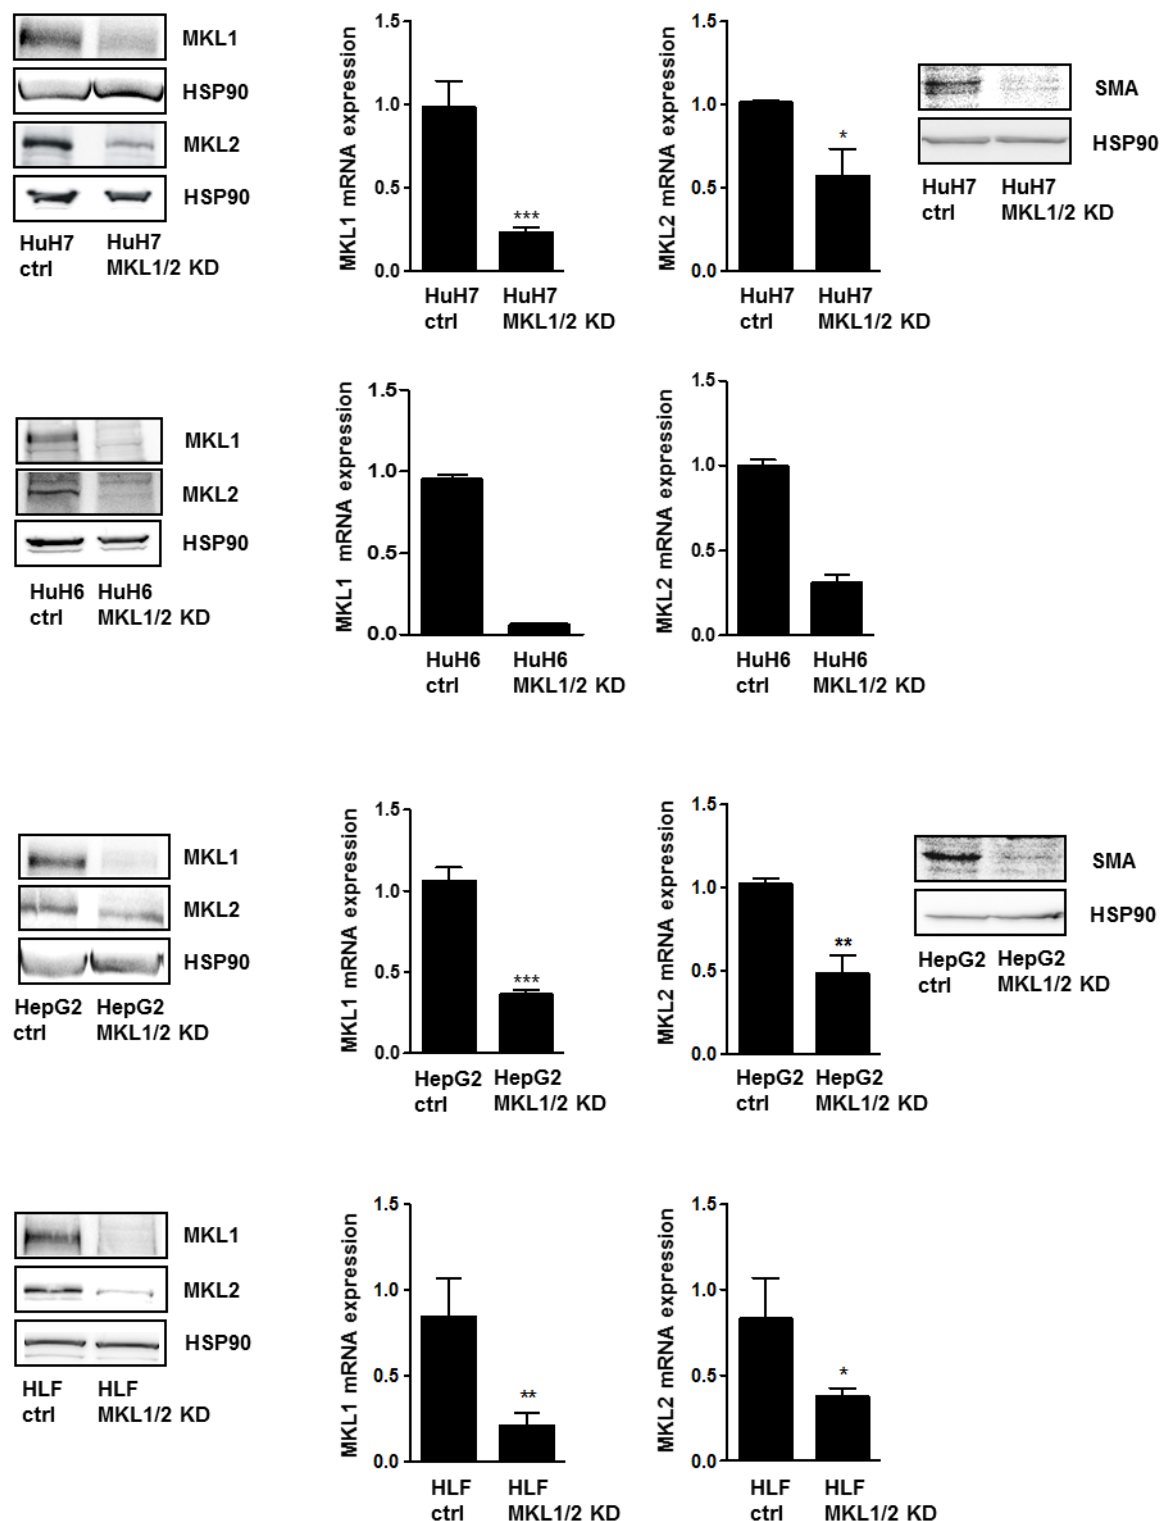 MKL1
HSP90
MKL2
HSP90
HuH7 HuH7
ctrl MKL1/2 KD
MKL1 mRNA expression
1.5
1.0
0.5
0.0
***
HuH7 HuH7
ctrl MKL1/2 KD
MKL2 mRNA expression
1.5
1.0
0.5
0.0
*
HuH7 HuH7
ctrl MKL1/2 KD
SMA
HSP90
HuH7 HuH7
ctrl MKL1/2 KD
MKL1
MKL2
HSP90
HuH6 HuH6
ctrl MKL1/2 KD
MKL1 mRNA expression
1.5
1.0
0.5
0.0
HuH6 HuH6
ctrl MKL1/2 KD
MKL2 mRNA expression
1.5
1.0
0.5
0.0
HuH6 HuH6
ctrl MKL1/2 KD
MKL1
MKL2
HSP90
HepG2 HepG2
ctrl MKL1/2 KD
MKL1 mRNA expression
1.5
1.0
0.5
0.0
***
HepG2 HepG2
ctrl MKL1/2 KD
MKL2 mRNA expression
1.5
1.0
0.5
0.0
**
HepG2 HepG2
ctrl MKL1/2 KD
SMA
HSP90
HepG2 HepG2
ctrl MKL1/2 KD
MKL1
MKL2
HSP90
HLF HLF
ctrl MKL1/2 KD
MKL1 mRNA expression
1.5
1.0
0.5
0.0
**
HLF HLF
ctrl MKL1/2 KD
MKL2 mRNA expression
1.5
1.0
0.5
0.0
*
HLF HLF
ctrl MKL1/2 KD